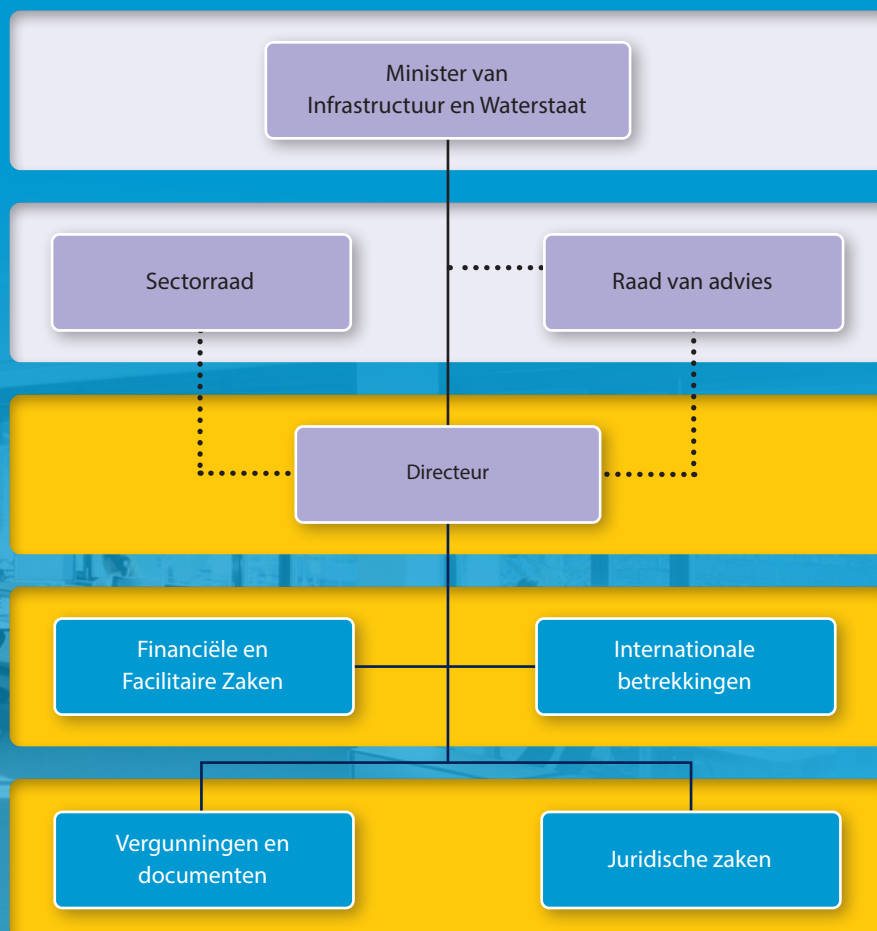 Minister van
Infrastructuur en Waterstaat
Sectorraad
Raad van advies
Directeur
Financiële en
Facilitaire Zaken
Internationale
betrekkingen
Vergunningen en
documenten
Juridische zaken